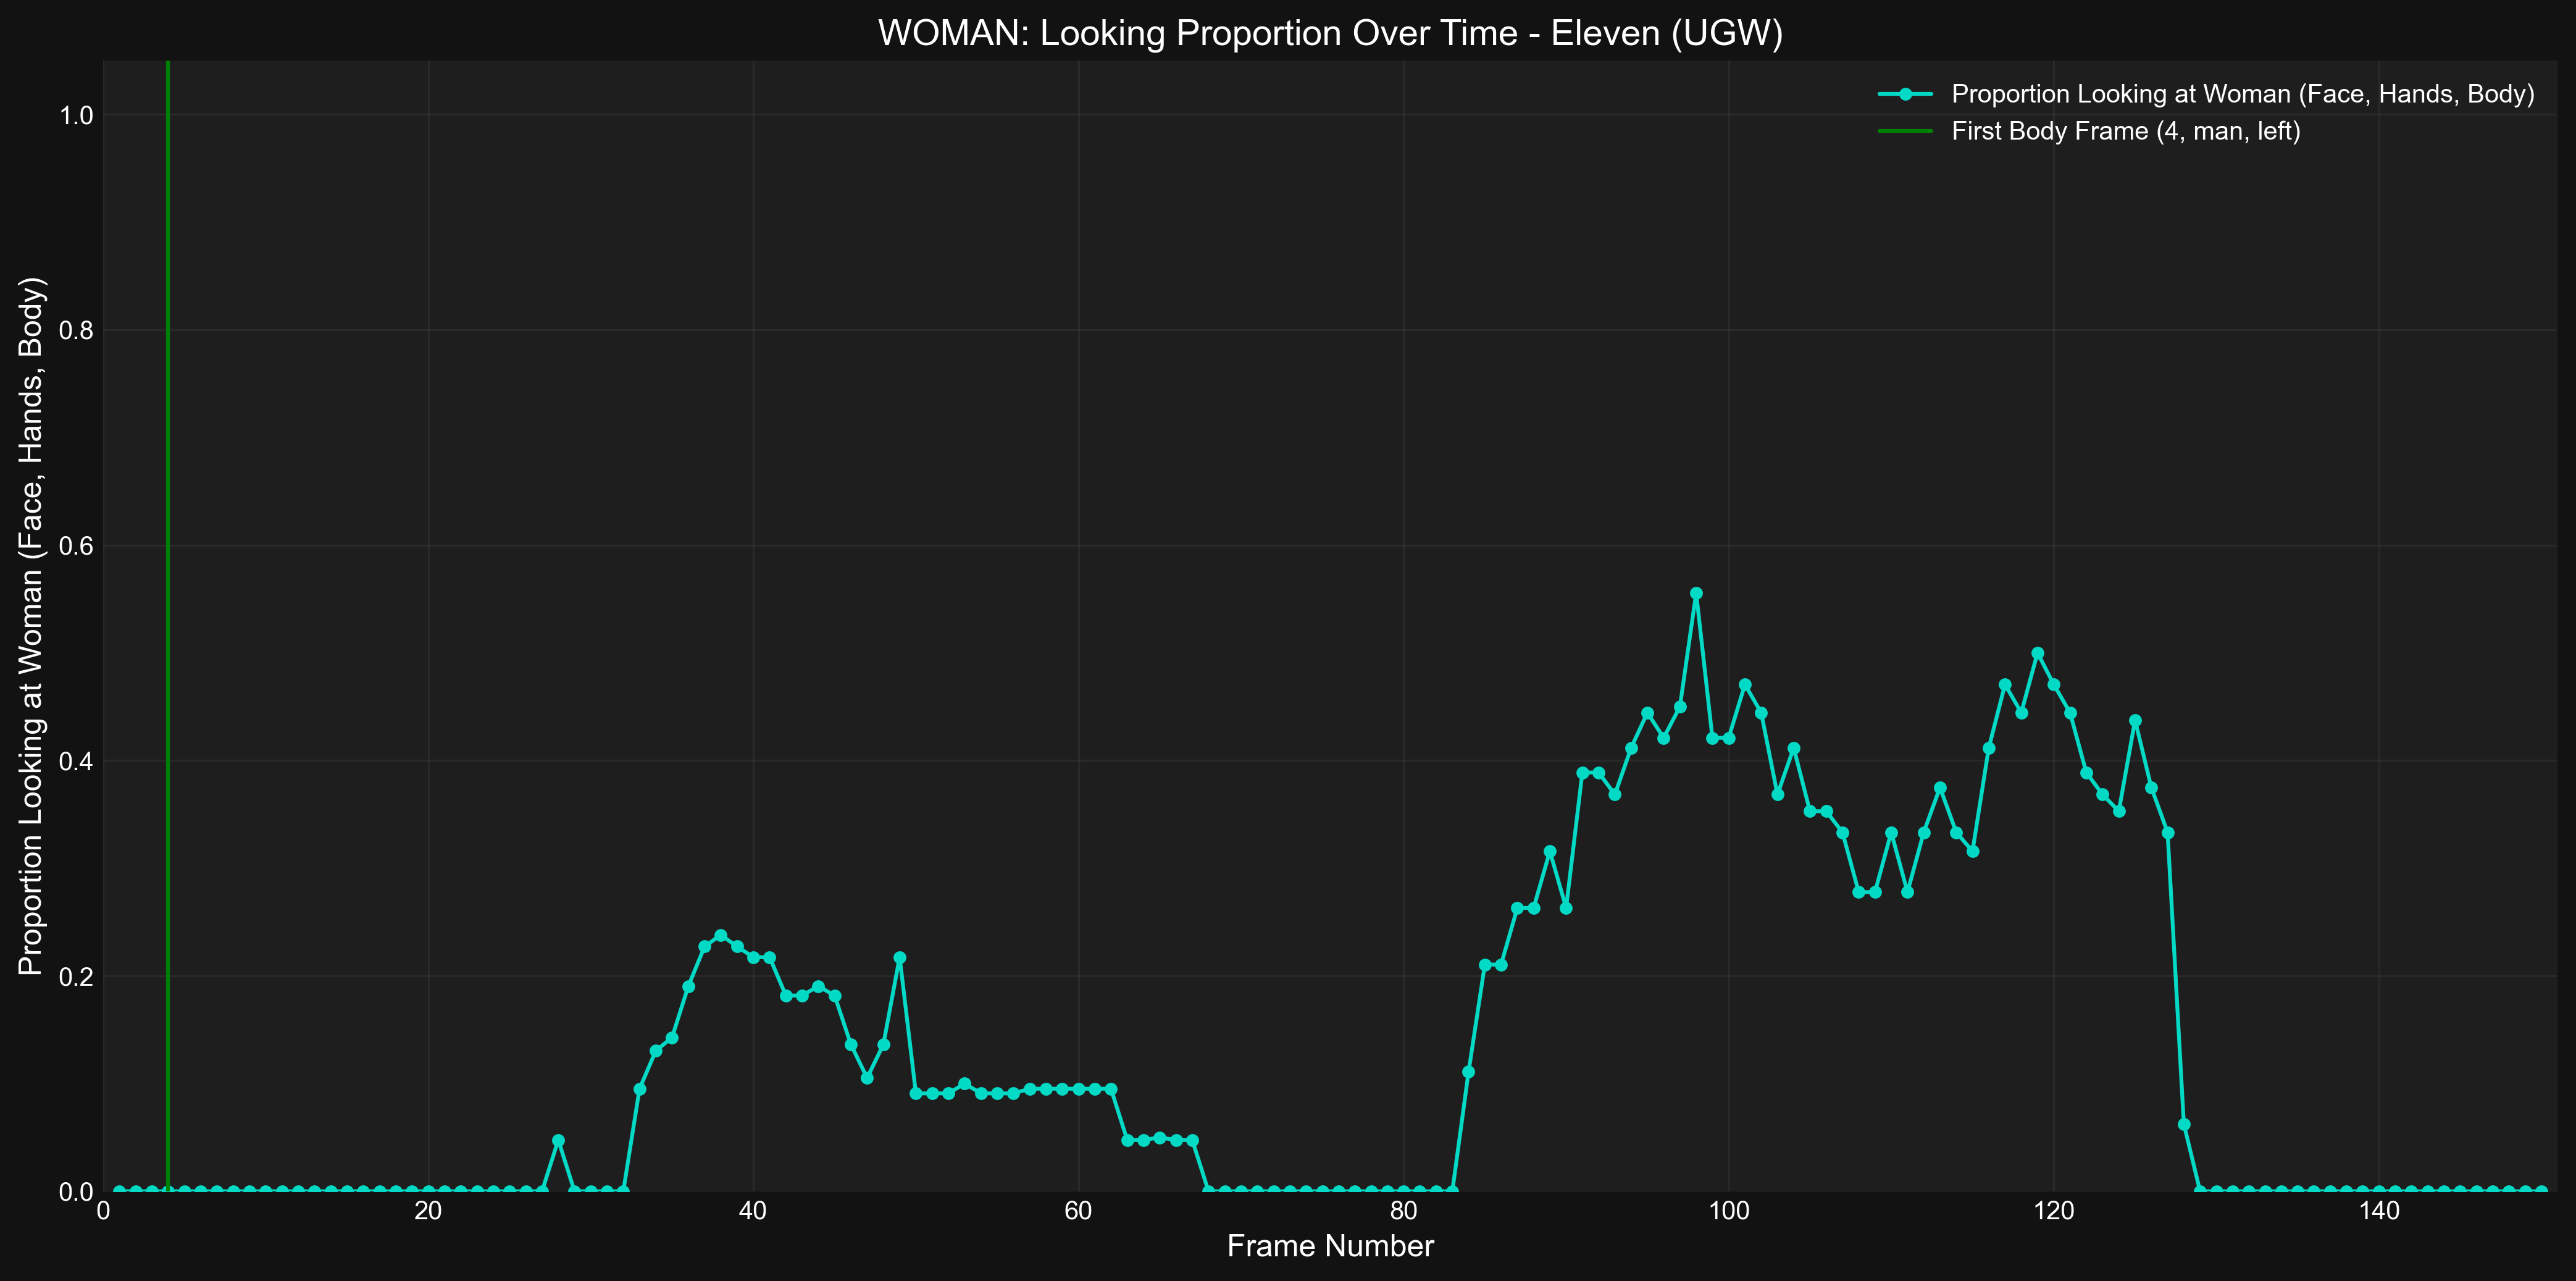 WOMAN: Looking Proportion Over Time - Eleven (UGW)
Proportion Looking at Woman (Face, Hands, Body)
First Body Frame (4, man, left)
Proportion Looking at Woman (Face, Hands, Body)
1.0
0.8
0.6
0.4
0.2
0.0
0 20 40 60 80 100 120 140
Frame Number